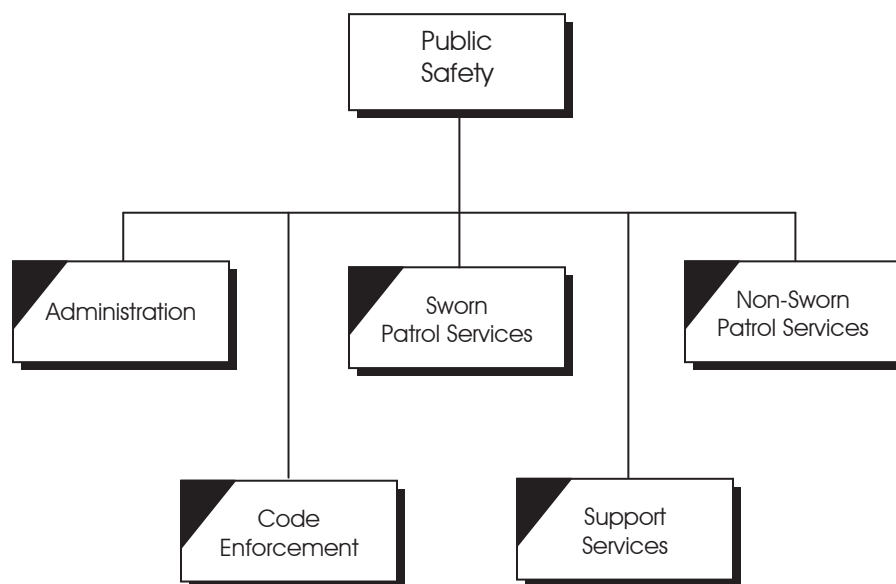 Public
Safety
Administration
Sworn
Patrol Services
Non-Sworn
Patrol Services
Code
Enforcement
Support
Services